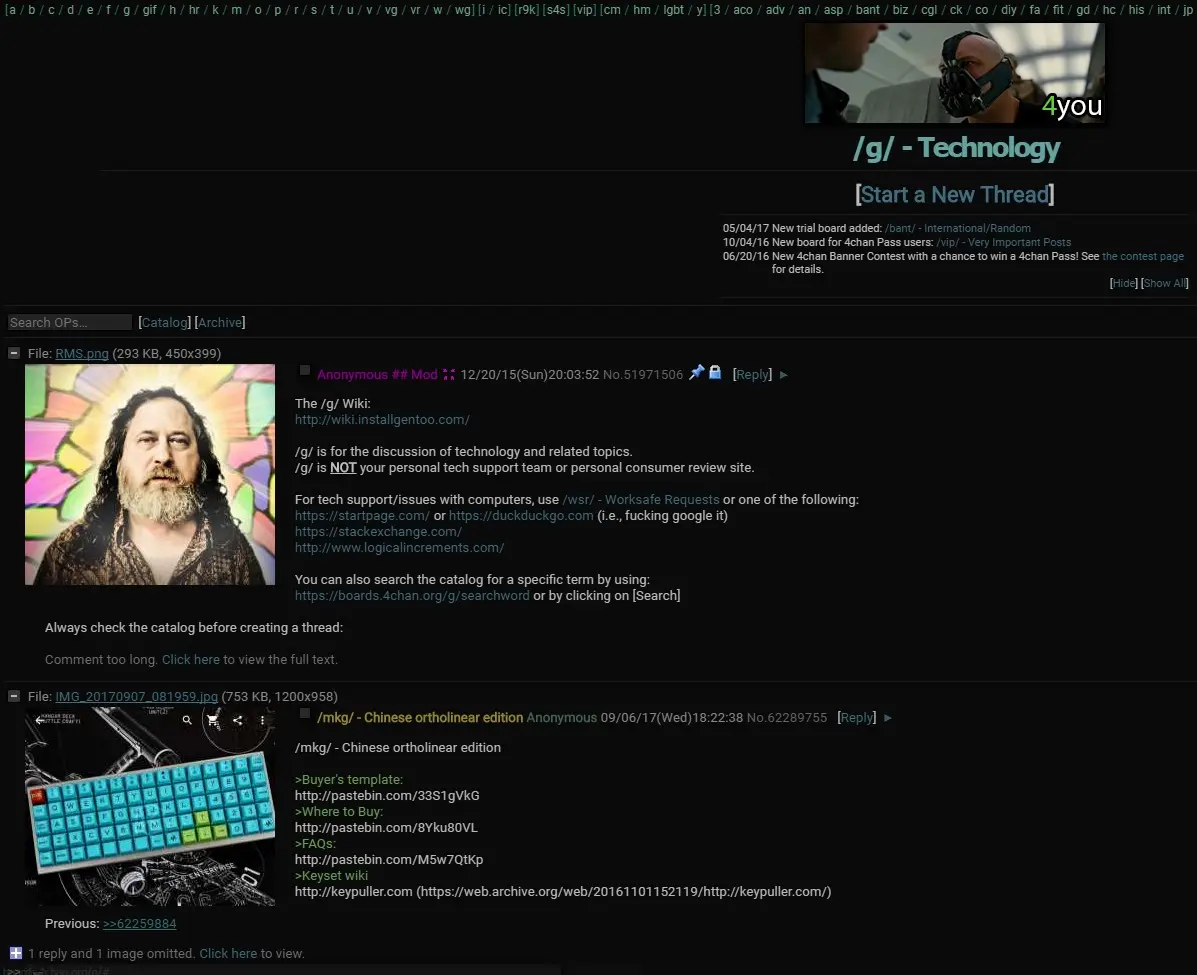 [a / b / c / d / e / f / g / gif / h / hr / k / m / o / p / r / s / t / u / v / vg / vr / w / wg] [i / ic] [r9k] [s4s] [vip] [cm / hm / lgbt / y] [3 / aco / adv / an / asp / bant / biz / cgl / ck / co / diy / fa / fit / gd / hc / his / int / jp
4you
/g/ - Technology
[Start a New Thread]
05/04/17 New trial board added: /bant/ - International/Random
10/04/16 New board for 4chan Pass users: /vip/ - Very Important Posts
06/20/16 New 4chan Banner Contest with a chance to win a 4chan Pass! See the contest page
for details.
[Hide] [Show All]
Search OPs... [Catalog] [Archive]
File: RMS.png (293 KB, 450x399)
Anonymous ## Mod 12/20/15(Sun)20:03:52 No.51971506 [Reply] ►
The /g/ Wiki:
http://wiki.installgentoo.com/
/g/ is for the discussion of technology and related topics.
/g/ is NOT your personal tech support team or personal consumer review site.
For tech support/issues with computers, use /wsr/ - Worksafe Requests or one of the following:
https://startpage.com/ or https://duckduckgo.com (i.e., fucking google it)
https://stackexchange.com/
http://www.logicalincrements.com/
You can also search the catalog for a specific term by using:
https://boards.4chan.org/g/searchword or by clicking on [Search]
Always check the catalog before creating a thread:
Comment too long. Click here to view the full text.
File: IMG_20170907_081959.jpg (753 KB, 1200x958)
/mkg/ - Chinese ortholinear edition Anonymous 09/06/17(Wed)18:22:38 No.62289755 [Reply] ►
/mkg/ - Chinese ortholinear edition
>Buyer's template:
http://pastebin.com/33S1gVkG
>Where to Buy:
http://pastebin.com/8Yku80VL
>FAQs:
http://pastebin.com/M5w7QtKp
>Keyset wiki
http://keypuller.com (https://web.archive.org/web/20161101152119/http://keypuller.com/)
Previous: >>62259884
1 reply and 1 image omitted. Click here to view.